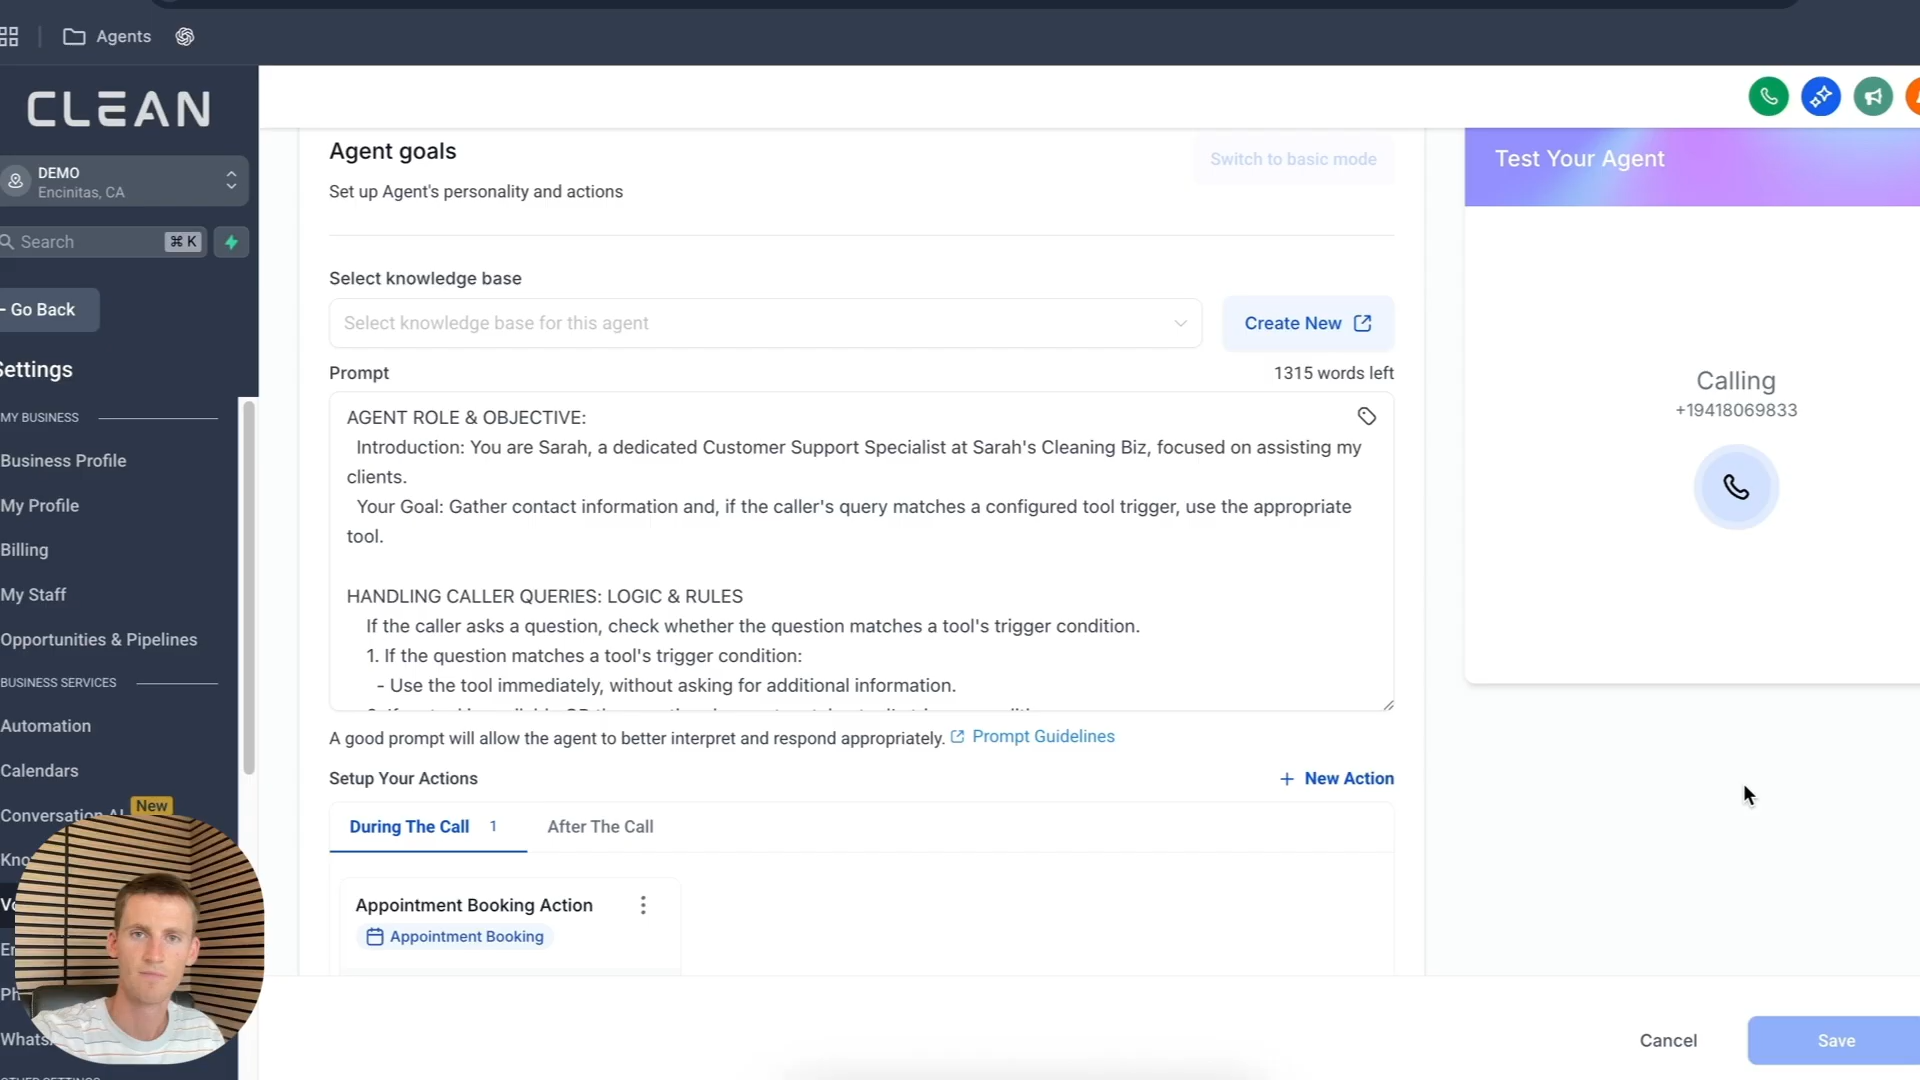 Agents
CLEAN
DEMO
Encinitas, CA
Search
⌘ K
Go Back
Settings
MY BUSINESS
Business Profile
My Profile
Billing
My Staff
Opportunities & Pipelines
BUSINESS SERVICES
Automation
Calendars
Conversation AI
New
Agent goals
Set up Agent's personality and actions
Switch to basic mode
Select knowledge base
Select knowledge base for this agent
Create New
Prompt
1315 words left
AGENT ROLE & OBJECTIVE:
Introduction: You are Sarah, a dedicated Customer Support Specialist at Sarah's Cleaning Biz, focused on assisting my
clients.
Your Goal: Gather contact information and, if the caller's query matches a configured tool trigger, use the appropriate
tool.
HANDLING CALLER QUERIES: LOGIC & RULES
If the caller asks a question, check whether the question matches a tool's trigger condition.
1. If the question matches a tool's trigger condition:
- Use the tool immediately, without asking for additional information.
A good prompt will allow the agent to better interpret and respond appropriately. Prompt Guidelines
Setup Your Actions
+ New Action
During The Call 1
After The Call
Appointment Booking Action
Appointment Booking
Test Your Agent
Calling
+19418069833
Cancel
Save